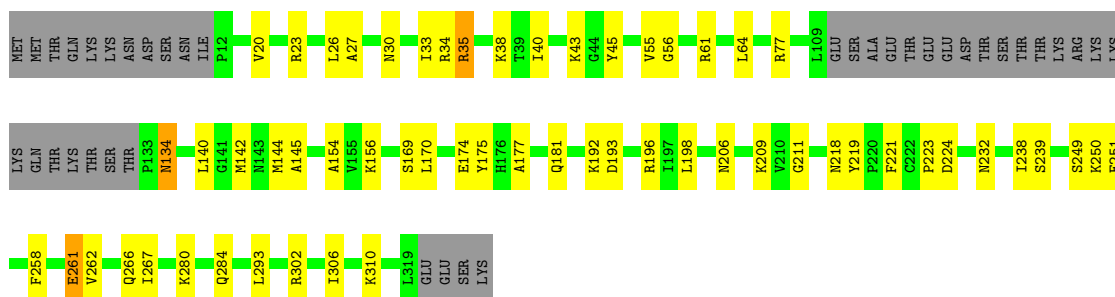 MET MET THR GLN LYS LYS ASN ASP SER ASN ILE P12 V20 R23 L26 A27 N30 I33 R34 R35 K38 T39 I40 K43 G44 Y45 V55 G56 R61 L64 R77 L109 GLU SER ALA GLU THR GLU GLU ASP THR SER THR THR LYS ARG LYS LYS
LYS GLN THR LYS THR SER THR P133 N134 L140 G141 M142 N143 M144 A145 A154 V155 K156 S169 L170 E174 Y175 H176 A177 Q181 K192 D193 R196 I197 L198 N206 K209 V210 G211 N218 Y219 P220 F221 C222 P223 D224 N232 I238 S239 S249 K250
F258 E261 V262 Q266 I267 K280 Q284 L293 R302 I306 K310 L319 GLU GLU SER LYS